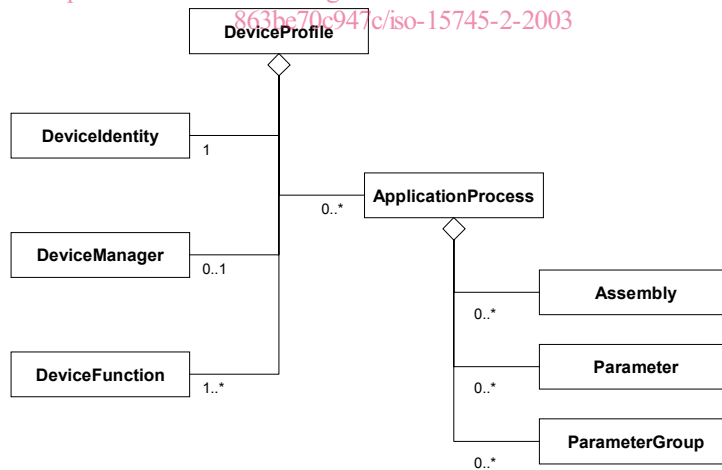 863be70c947c/iso-15745-2-2003
DeviceProfile
DeviceIdentity
1
ApplicationProcess
0..*
DeviceManager
0..1
Assembly
0..*
Parameter
0..*
DeviceFunction
1..*
ParameterGroup
0..*